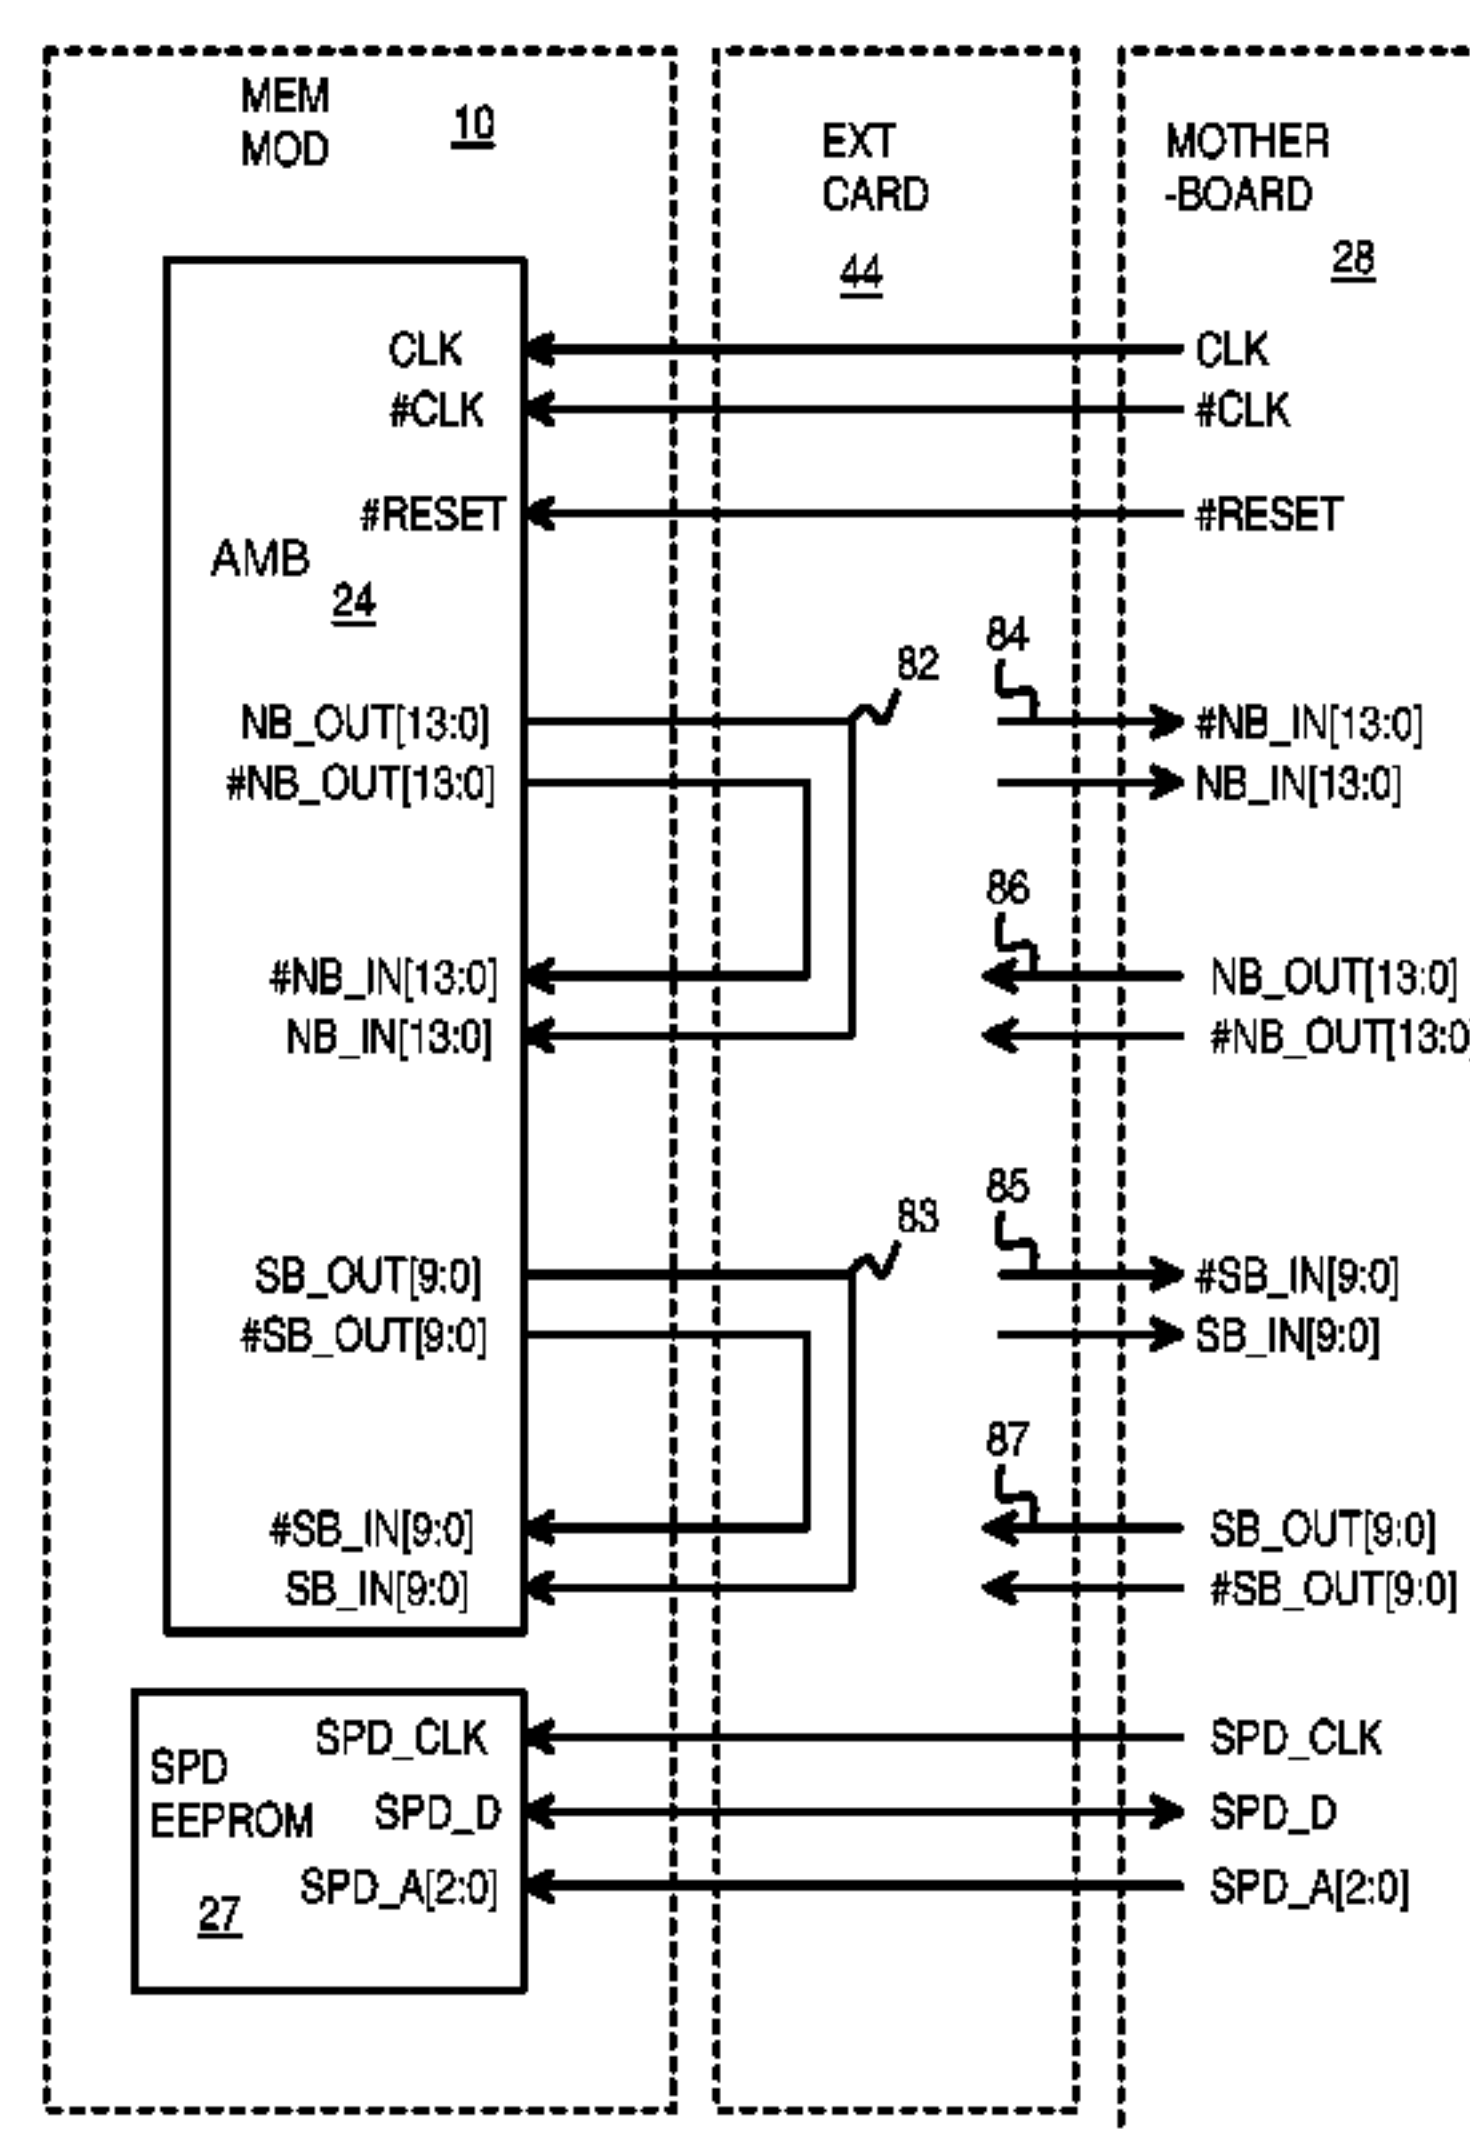 MEM
MOD
10
EXT
CARD
44
MOTHER
-BOARD
28
CLK
CLK
#CLK
#CLK
#RESET
#RESET
AMB
24
82
84
NB_OUT[13:0]
#NB_IN[13:0]
#NB_OUT[13:0]
NB_IN[13:0]
86
#NB_IN[13:0]
NB_OUT[13:0]
NB_IN[13:0]
#NB_OUT[13:0]
83
85
SB_OUT[9:0]
#SB_IN[9:0]
#SB_OUT[9:0]
SB_IN[9:0]
87
#SB_IN[9:0]
SB_OUT[9:0]
SB_IN[9:0]
#SB_OUT[9:0]
SPD
EEPROM
27
SPD_CLK
SPD_CLK
SPD_D
SPD_D
SPD_A[2:0]
SPD_A[2:0]